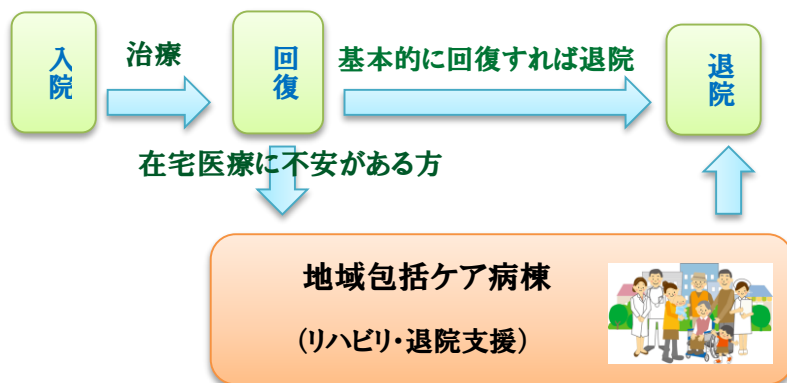 入院
治療
回復
基本的に回復すれば退院
退院
在宅医療に不安がある方
地域包括ケア病棟
（リハビリ・退院支援）